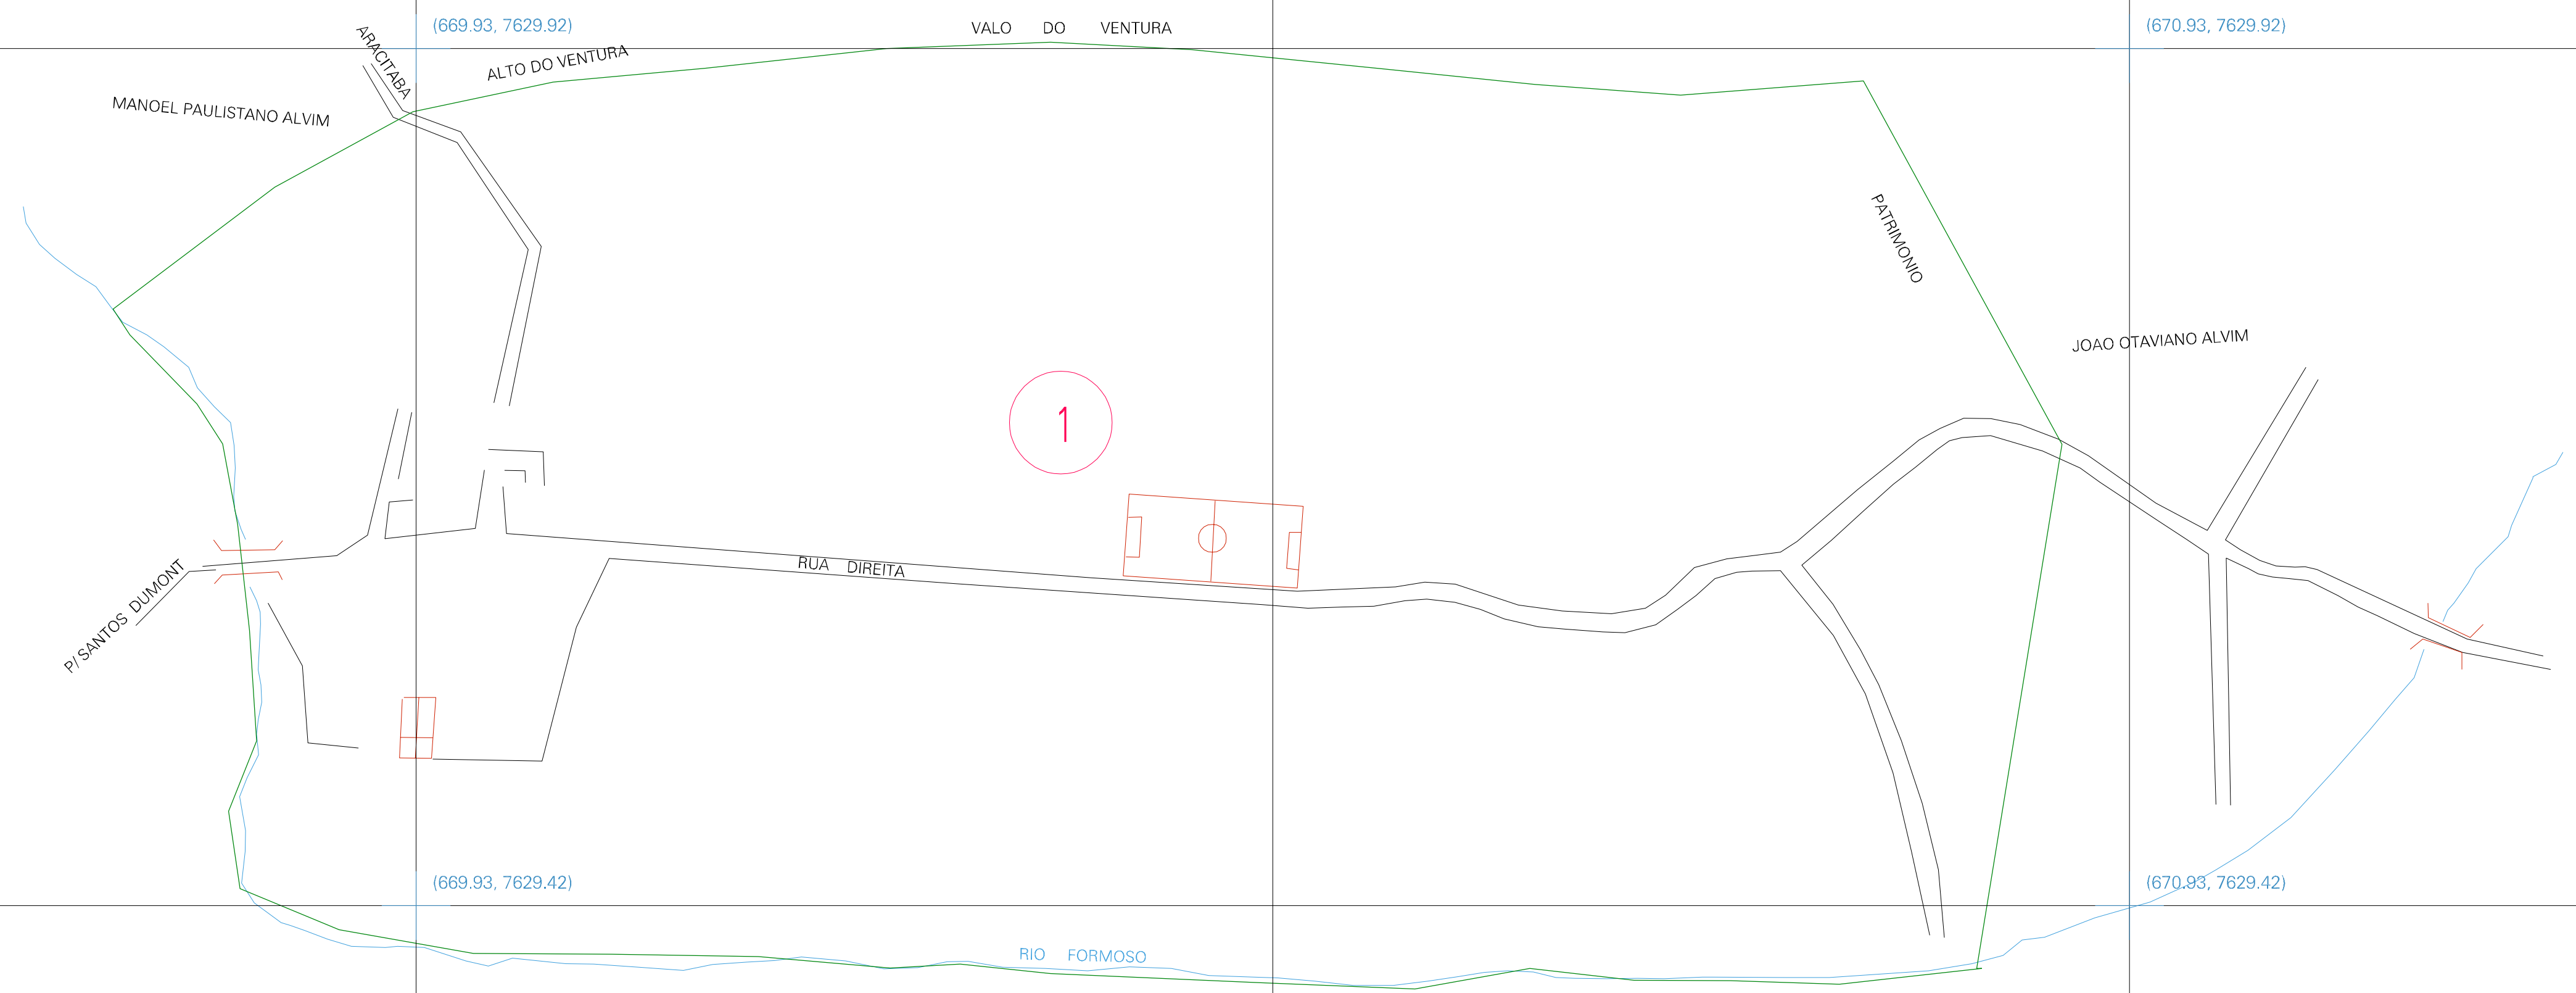 (669.93, 7629.92)
VALO DO VENTURA
(670.93, 7629.92)
ARACITABA
ALTO DO VENTURA
MANOEL PAULISTANO ALVIM
PATRIMONIO
JOAO OTAVIANO ALVIM
1
RUA DIREITA
P/ SANTOS DUMONT
(669.93, 7629.42)
(670.93, 7629.42)
RIO FORMOSO